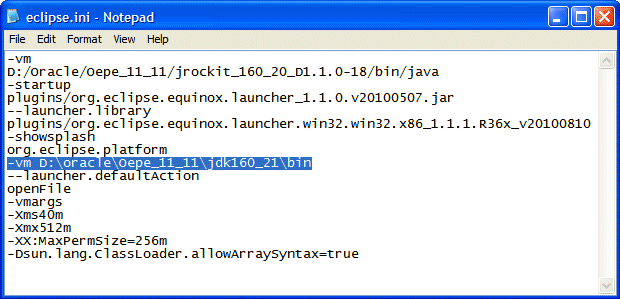 eclipse.ini - Notepad
File Edit Format View Help
-vm
D:/Oracle/Oepe_11_11/jrockit_160_20_D1.1.0-18/bin/java
-startup
plugins/org.eclipse.equinox.launcher_1.1.0.v20100507.jar
--launcher.library
plugins/org.eclipse.equinox.launcher.win32.win32.x86_1.1.1.R36x_v20100810
-showsplash
org.eclipse.platform
-vm D:\oracle\Oepe_11_11\jdk160_21\bin
--launcher.defaultAction
openFile
-vmargs
-Xms40m
-Xmx512m
-XX:MaxPermSize=256m
-Dsun.lang.ClassLoader.allowArraySyntax=true